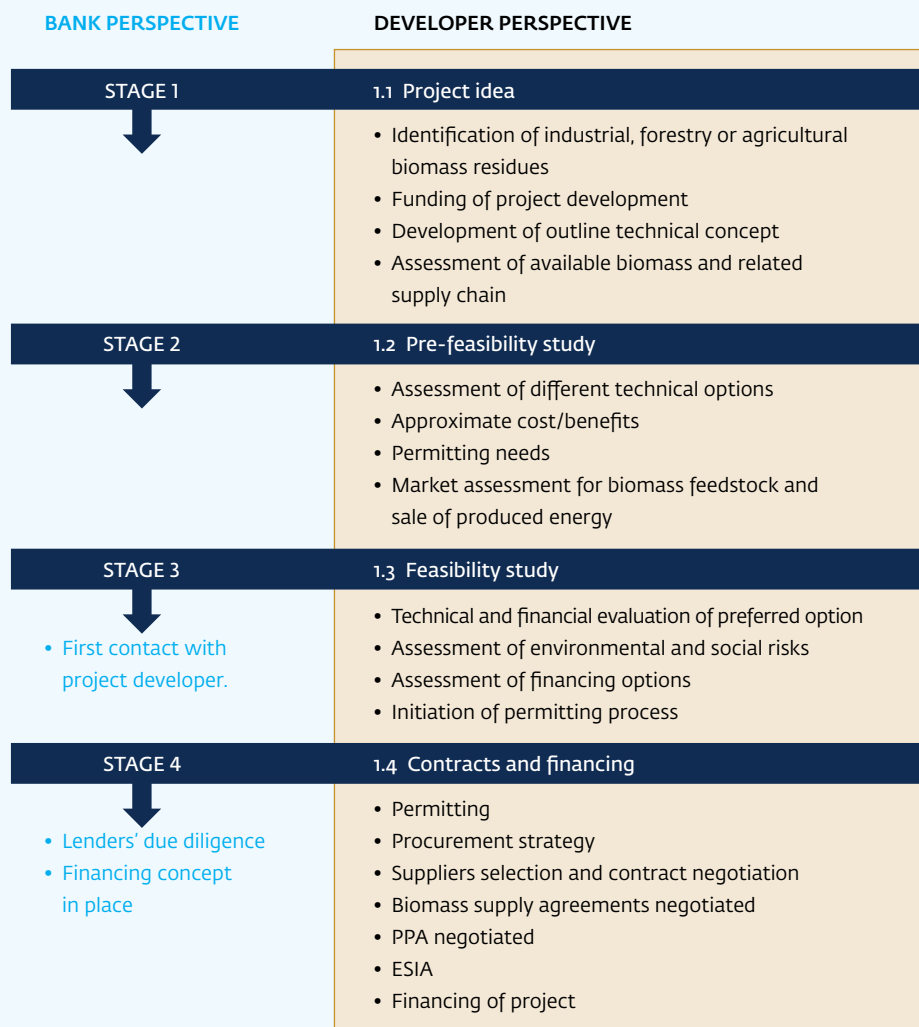 BANK PERSPECTIVE
DEVELOPER PERSPECTIVE
STAGE 1
1.1 Project idea
• Identification of industrial, forestry or agricultural
biomass residues
• Funding of project development
• Development of outline technical concept
• Assessment of available biomass and related
supply chain
STAGE 2
1.2 Pre-feasibility study
• Assessment of different technical options
• Approximate cost/benefits
• Permitting needs
• Market assessment for biomass feedstock and
sale of produced energy
STAGE 3
1.3 Feasibility study
• First contact with
project developer.
• Technical and financial evaluation of preferred option
• Assessment of environmental and social risks
• Assessment of financing options
• Initiation of permitting process
STAGE 4
1.4 Contracts and financing
• Lenders' due diligence
• Financing concept
in place
• Permitting
• Procurement strategy
• Suppliers selection and contract negotiation
• Biomass supply agreements negotiated
• PPA negotiated
• ESIA
• Financing of project